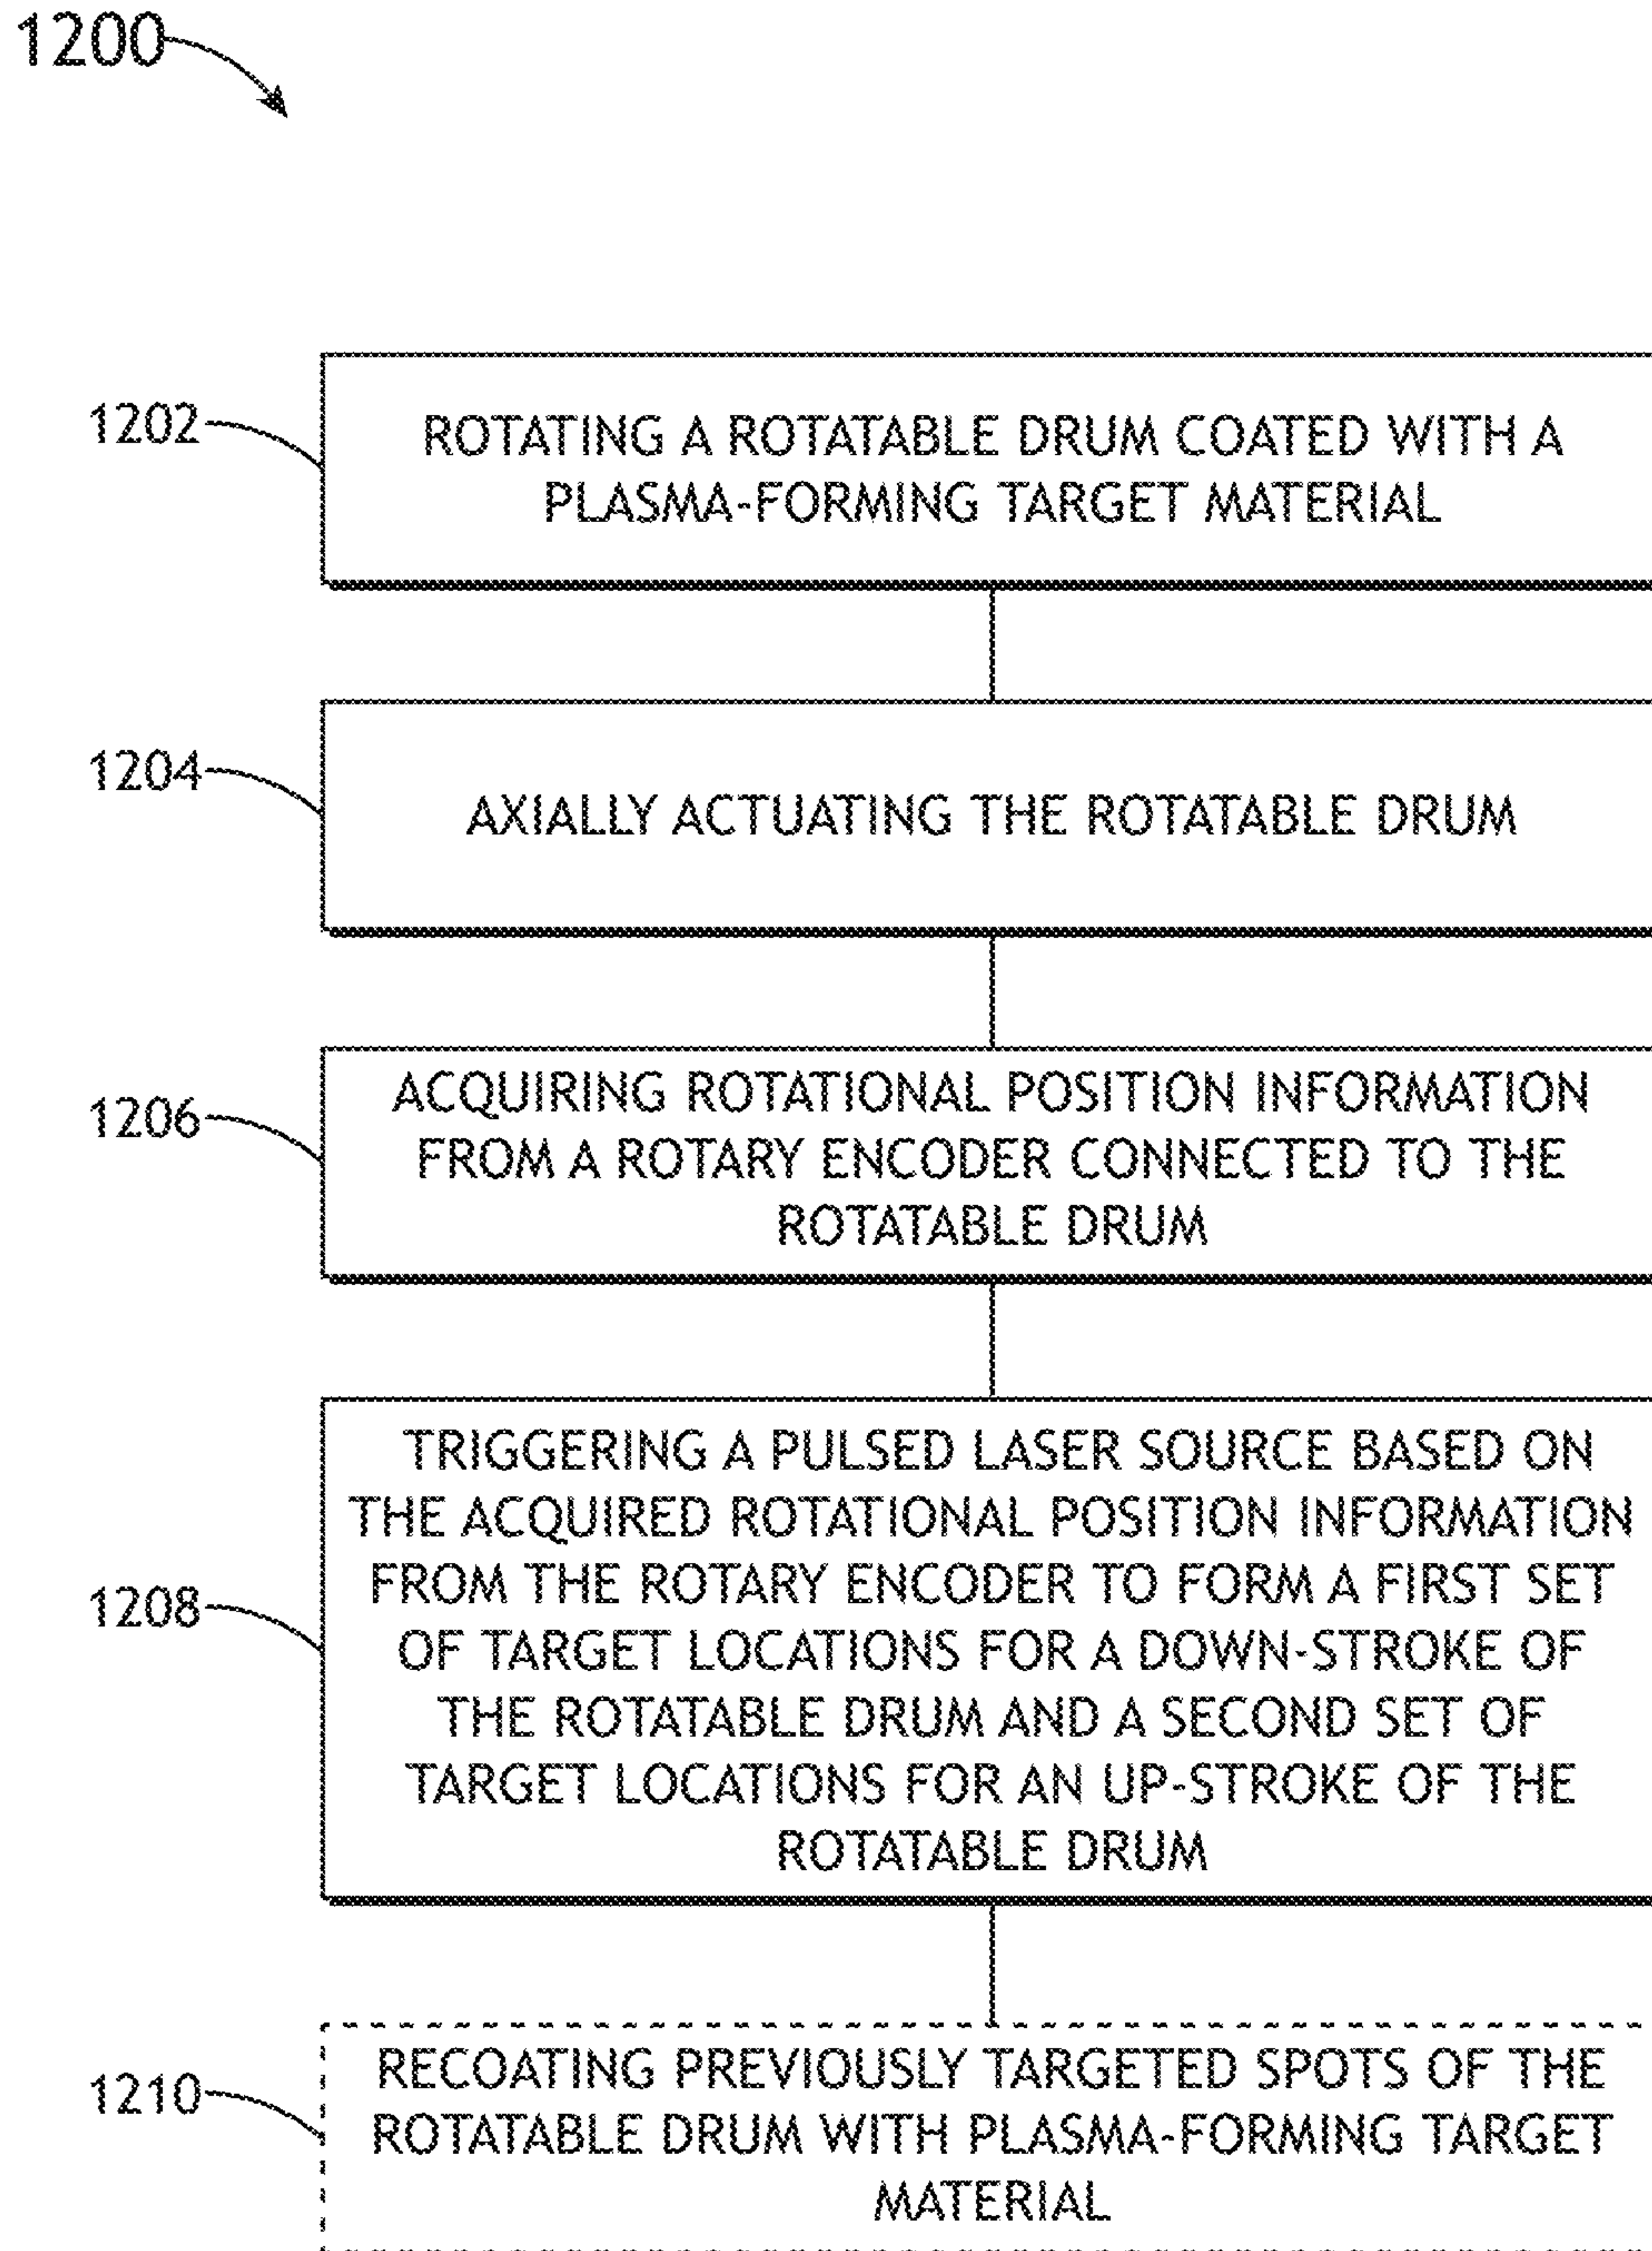 1200
1202
ROTATING A ROTATABLE DRUM COATED WITH A
PLASMA-FORMING TARGET MATERIAL
1204
AXIALLY ACTUATING THE ROTATABLE DRUM
1206
ACQUIRING ROTATIONAL POSITION INFORMATION
FROM A ROTARY ENCODER CONNECTED TO THE
ROTATABLE DRUM
1208
TRIGGERING A PULSED LASER SOURCE BASED ON
THE ACQUIRED ROTATIONAL POSITION INFORMATION
FROM THE ROTARY ENCODER TO FORM A FIRST SET
OF TARGET LOCATIONS FOR A DOWN-STROKE OF
THE ROTATABLE DRUM AND A SECOND SET OF
TARGET LOCATIONS FOR AN UP-STROKE OF THE
ROTATABLE DRUM
1210
RECOATING PREVIOUSLY TARGETED SPOTS OF THE
ROTATABLE DRUM WITH PLASMA-FORMING TARGET
MATERIAL